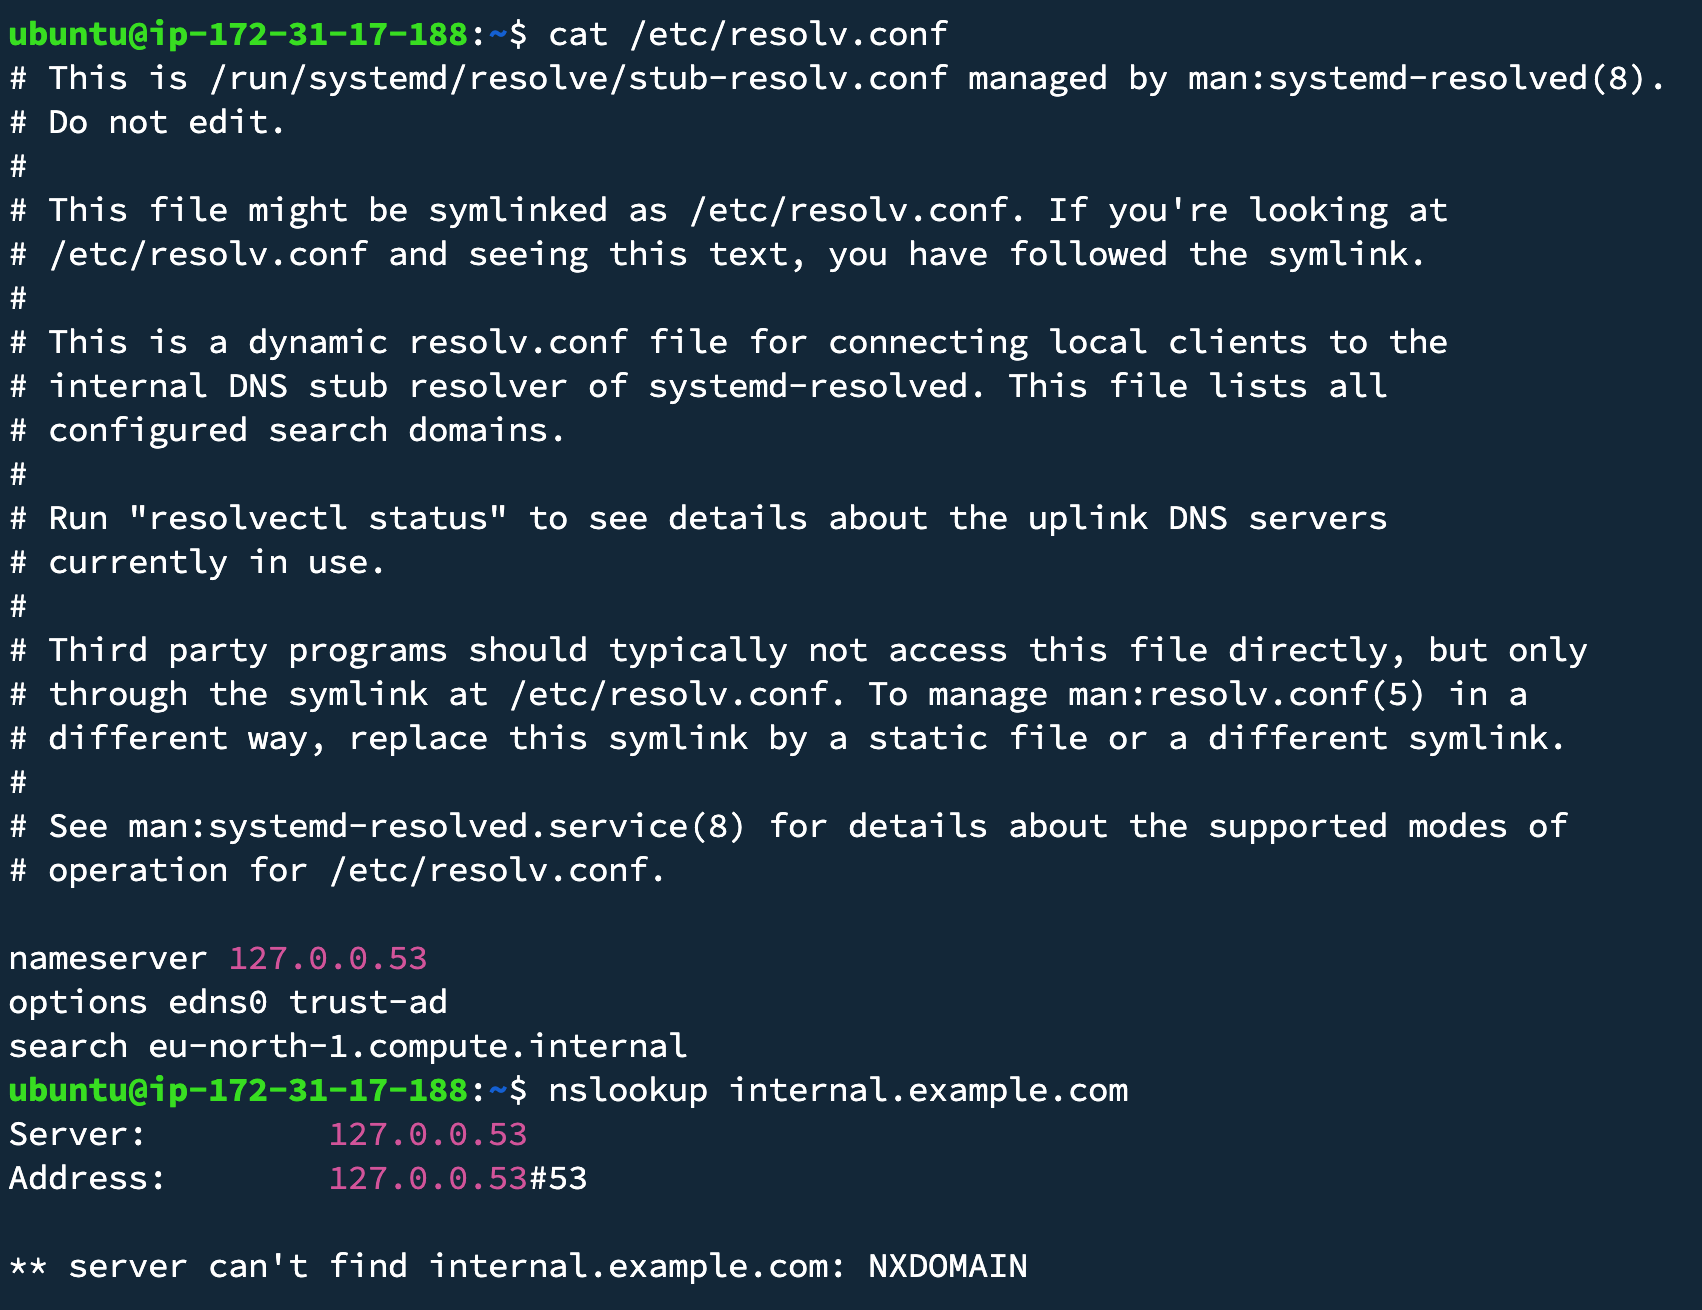 ubuntu@ip-172-31-17-188:~$ cat /etc/resolv.conf
# This is /run/systemd/resolve/stub-resolv.conf managed by man:systemd-resolved(8).
# Do not edit.
#
# This file might be symlinked as /etc/resolv.conf. If you're looking at
# /etc/resolv.conf and seeing this text, you have followed the symlink.
#
# This is a dynamic resolv.conf file for connecting local clients to the
# internal DNS stub resolver of systemd-resolved. This file lists all
# configured search domains.
#
# Run "resolvectl status" to see details about the uplink DNS servers
# currently in use.
#
# Third party programs should typically not access this file directly, but only
# through the symlink at /etc/resolv.conf. To manage man:resolv.conf(5) in a
# different way, replace this symlink by a static file or a different symlink.
#
# See man:systemd-resolved.service(8) for details about the supported modes of
# operation for /etc/resolv.conf.

nameserver 127.0.0.53
options edns0 trust-ad
search eu-north-1.compute.internal
ubuntu@ip-172-31-17-188:~$ nslookup internal.example.com
Server:         127.0.0.53
Address:        127.0.0.53#53

** server can't find internal.example.com: NXDOMAIN